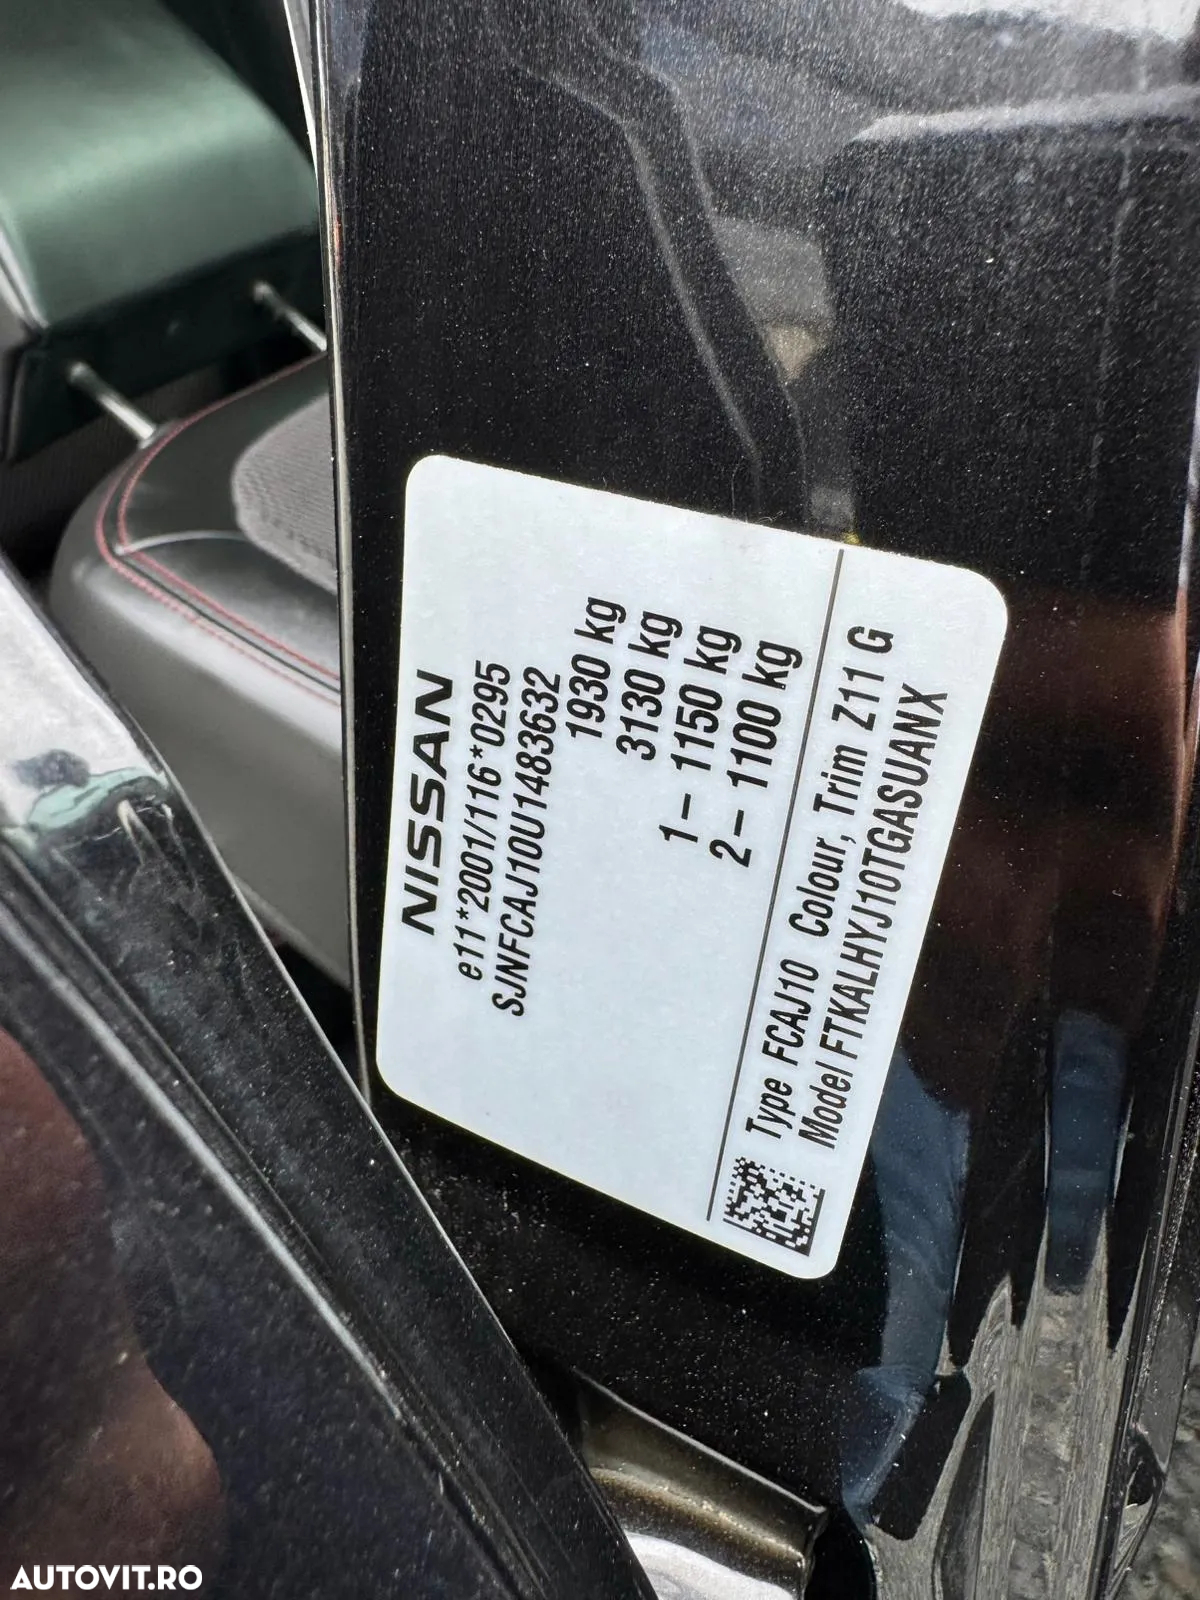 NISSAN
e11*2001/116*0295
SJNFCAJ10U1483632
1930 kg
3130 kg
1– 1150 kg
2– 1100 kg
Type FCAJ10 Colour, Trim Z11 G
Model FTKALHYJ10TGASUANX
AUTOVIT.RO